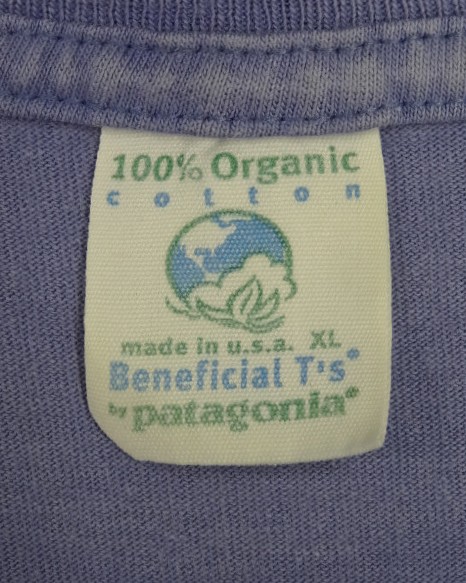 100% Organic
cotton
made in u.s.a. XL
Beneficial T's®
by patagonia®